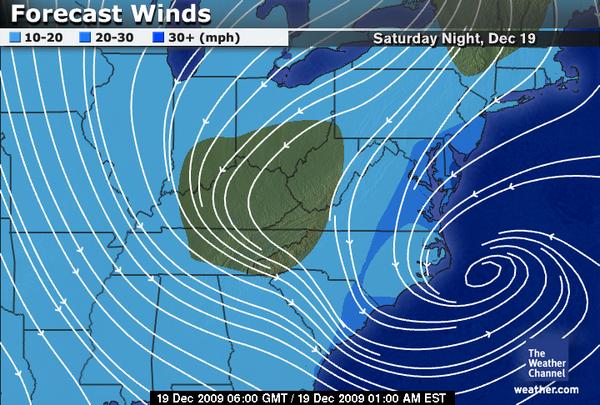 Forecast Winds
10-20 20-30 30+ (mph)
Saturday Night, Dec 19
The
Weather
Channel
weather.com
19 Dec 2009 06:00 GMT / 19 Dec 2009 01:00 AM EST